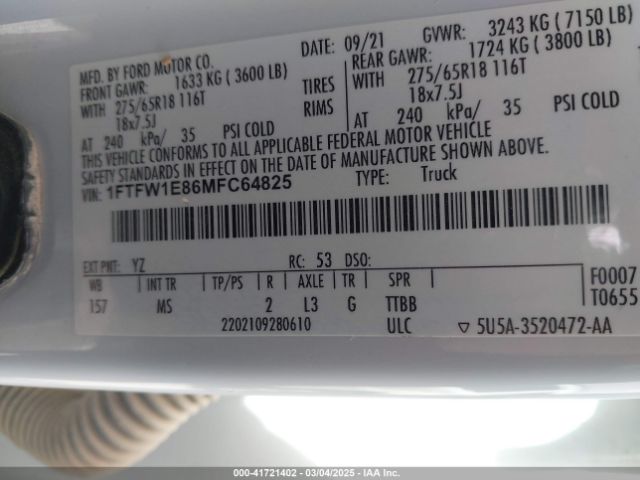 MFD. BY FORD MOTOR CO. DATE: 09/21 GVWR: 3243 KG ( 7150 LB)
FRONT GAWR: 1633 KG ( 3600 LB) REAR GAWR: 1724 KG ( 3800 LB)
WITH 275/65R18 116T TIRES WITH 275/65R18 116T
18x7.5J RIMS 18x7.5J
AT 240 kPa/ 35 PSI COLD AT 240 kPa/ 35 PSI COLD
THIS VEHICLE CONFORMS TO ALL APPLICABLE FEDERAL MOTOR VEHICLE
SAFETY STANDARDS IN EFFECT ON THE DATE OF MANUFACTURE SHOWN ABOVE.
VIN: 1FTFW1E86MFC64825 TYPE: Truck
EXT PNT: YZ RC: 53 DSO:
WB INT TR TP/PS R AXLE TR SPR F0007
157 MS 2 L3 G TTBB T0655
2202109280610 ULC ▽ 5U5A-3520472-AA
000-41721402 - 03/04/2025 - IAA Inc.